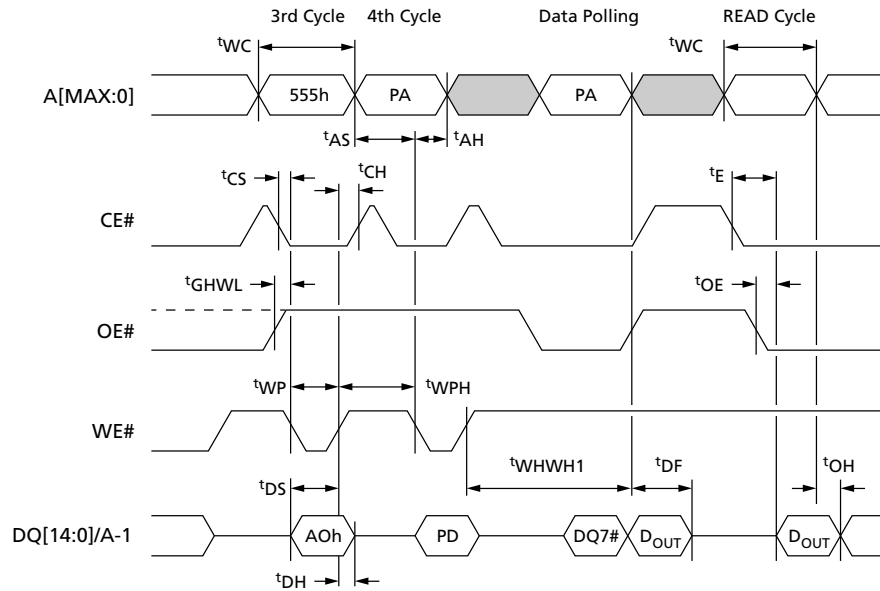 3rd Cycle 4th Cycle Data Polling READ Cycle
tWC tWC
A[MAX:0] 555h PA PA
tAS tAH
tCS tCH tE
CE#
tGHWL tOE
OE#
tWP tWPH
WE#
tWHWH1 tDF tOH
tDS
DQ[14:0]/A-1 AOh PD DQ7# DOUT DOUT
tDH